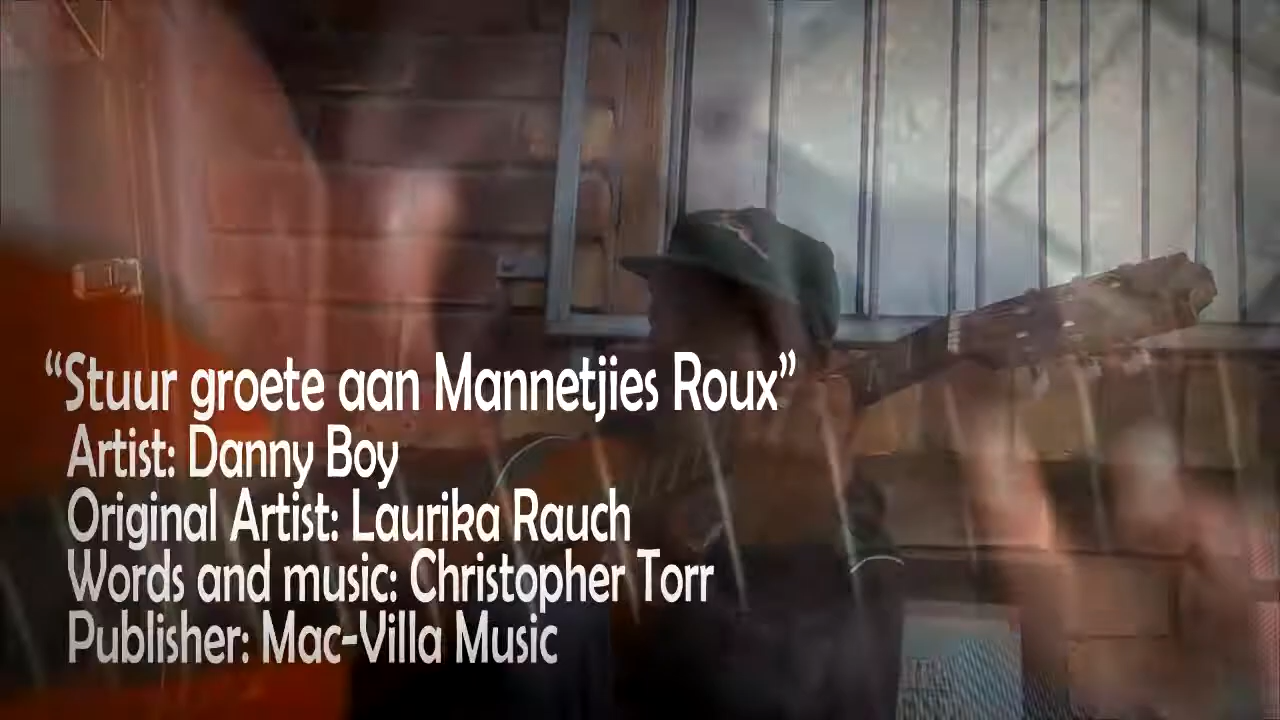 “Stuur groete aan Mannetjies Roux”
Artist: Danny Boy
Original Artist: Laurika Rauch
Words and music: Christopher Torr
Publisher: Mac-Villa Music